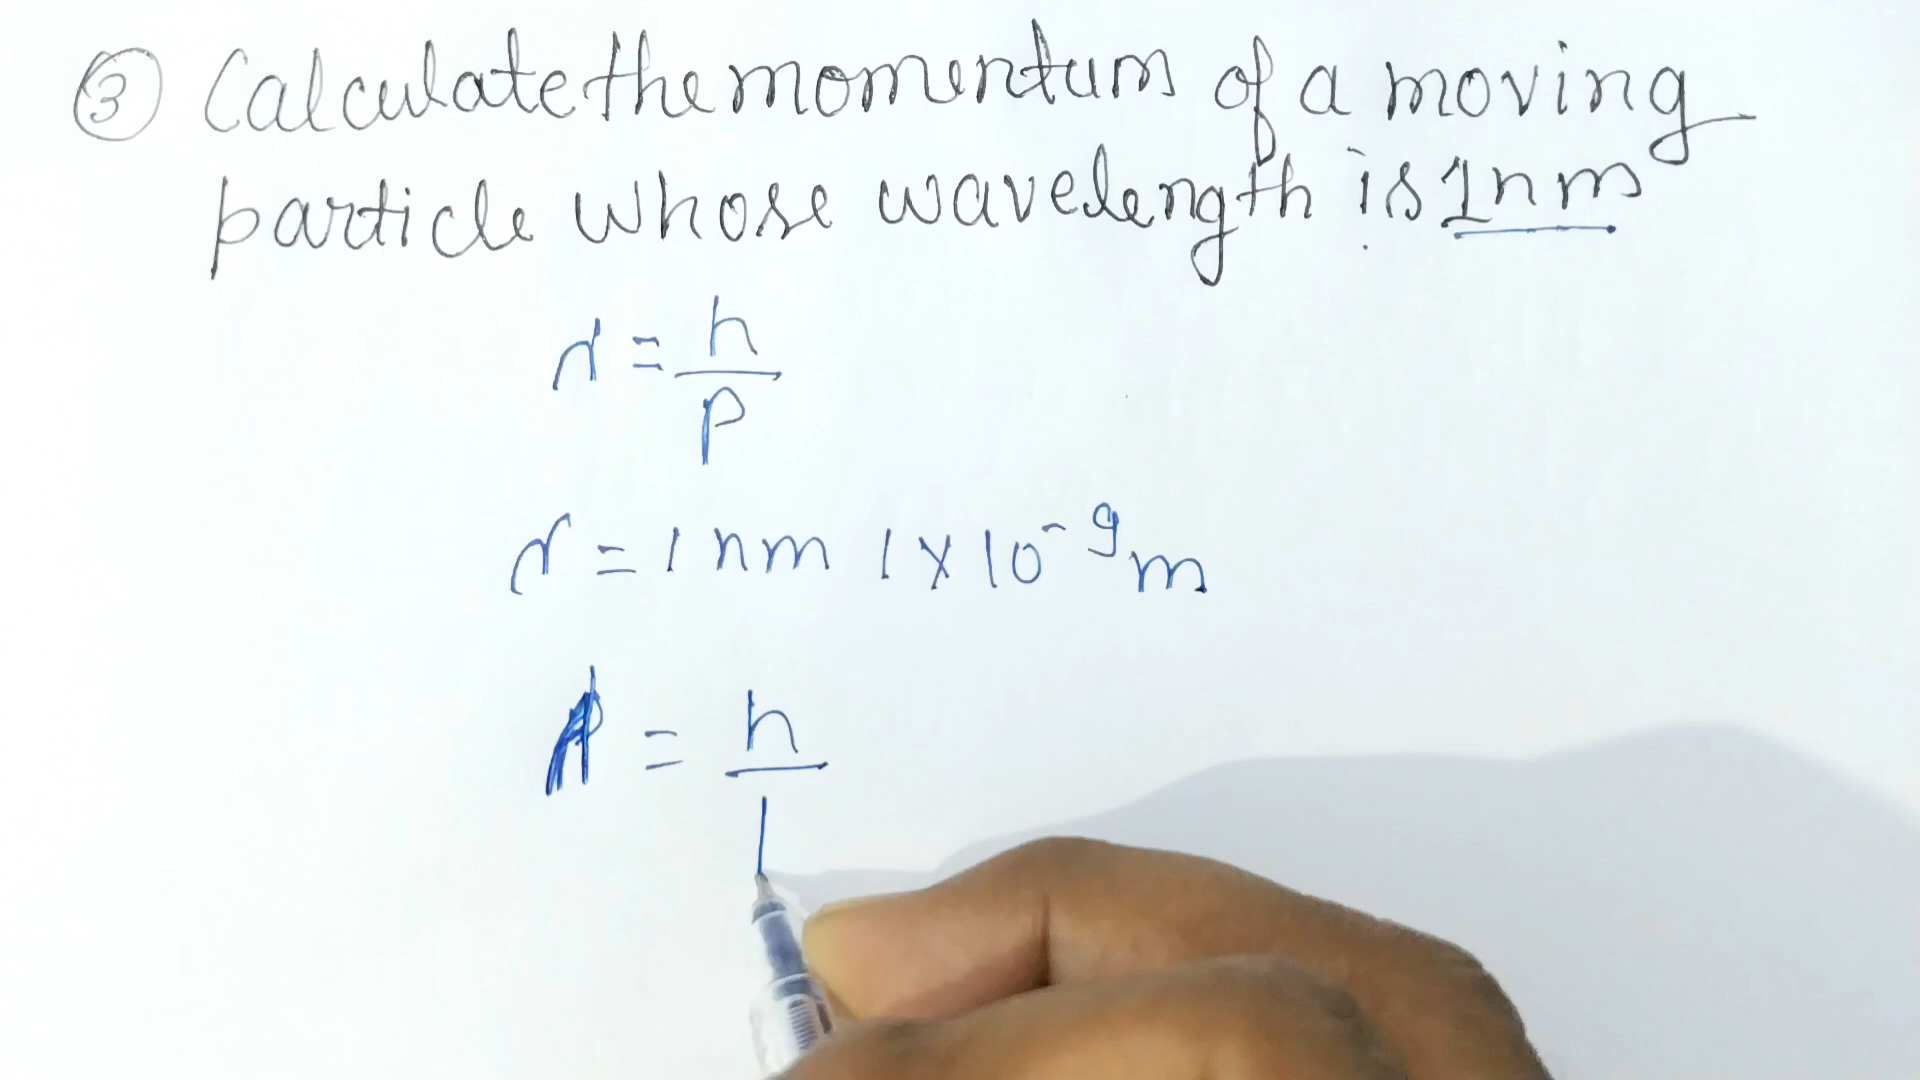 ③ Calculate the momentum of a moving
particle whose wavelength is 1nm
λ = h
p
λ = 1 nm 1 x 10⁻⁹ m
p = h